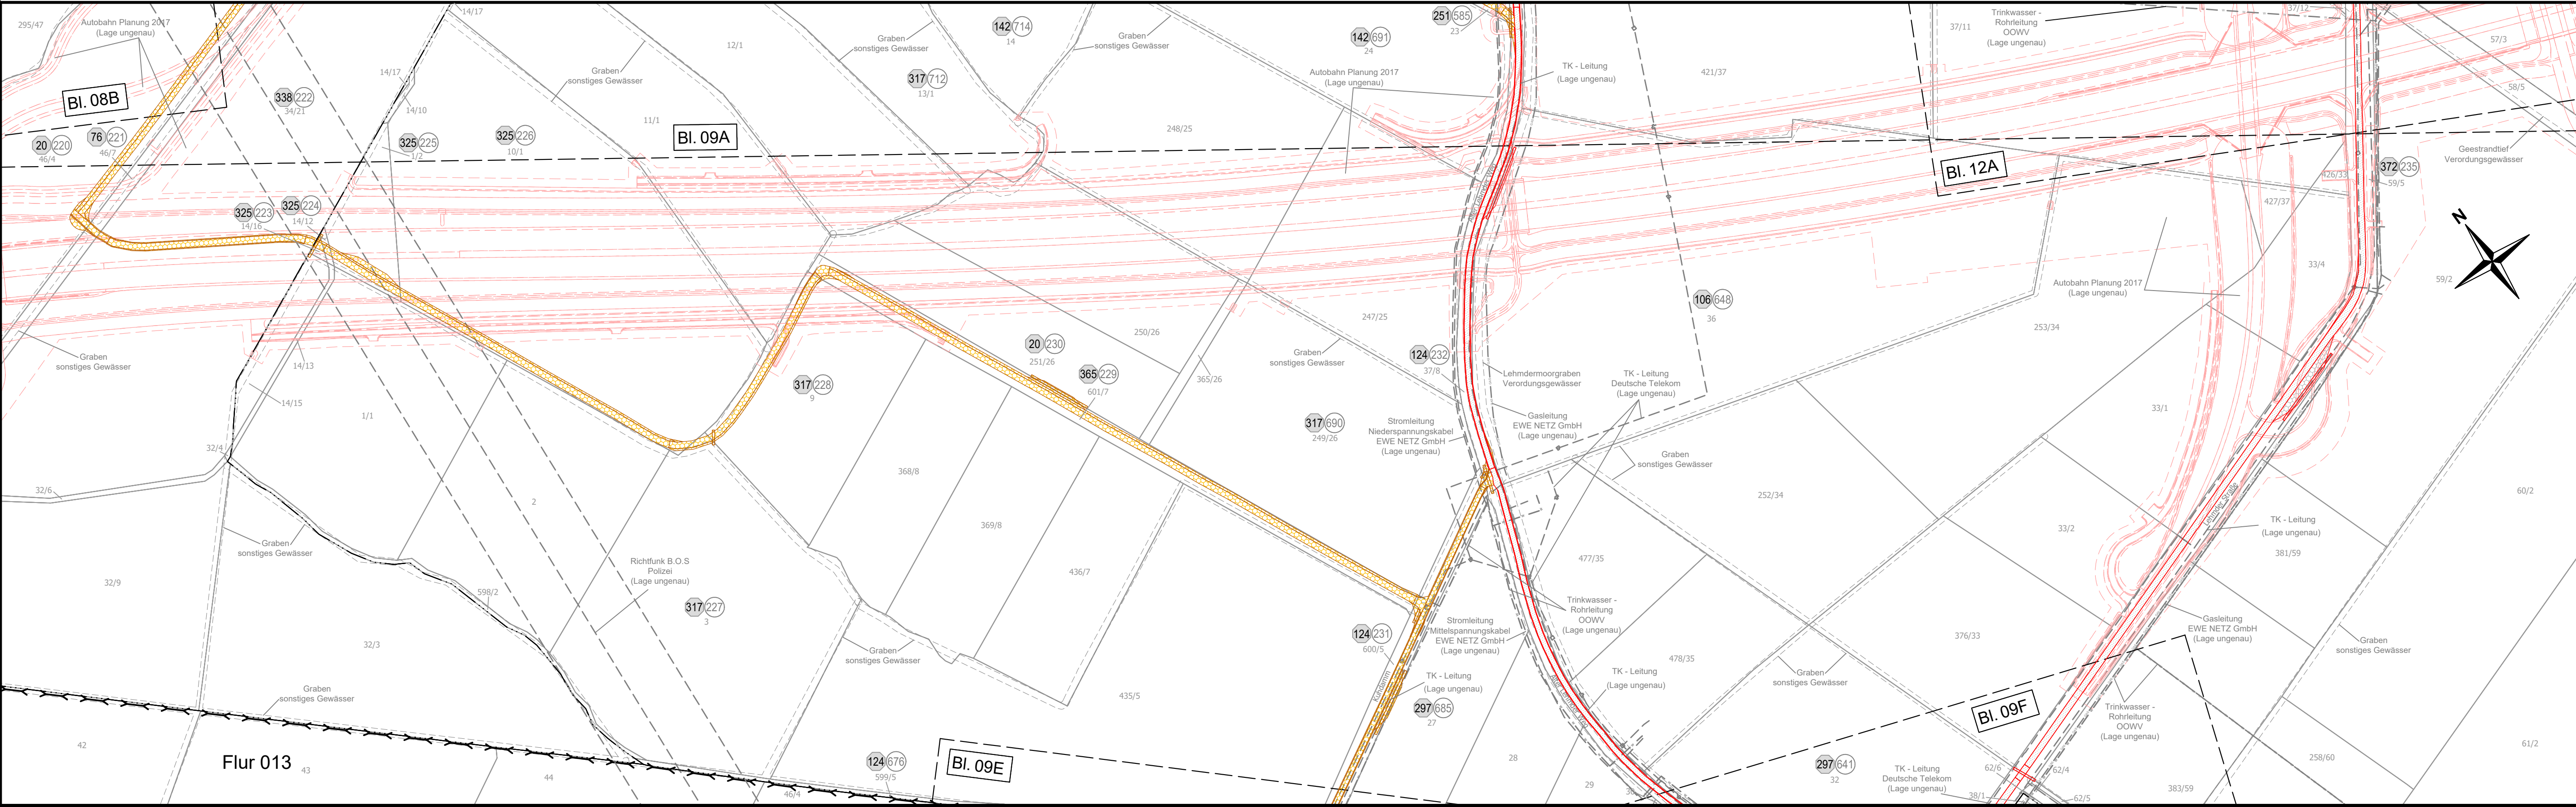 295/47
Autobahn Planung 2017
(Lage ungenau)
14/17
12/1
Graben
sonstiges Gewässer
142 714
14
Graben
sonstiges Gewässer
142 691
24
251 585
23
37/11
Trinkwasser -
Rohrleitung
OOWV
(Lage ungenau)
37/12
57/3
Bl. 08B
338 222
34/21
14/17
14/10
Graben
sonstiges Gewässer
317 712
13/1
Autobahn Planung 2017
(Lage ungenau)
TK - Leitung
(Lage ungenau)
421/37
58/5
20 220
46/4
76 221
46/7
325 225
1/2
325 226
10/1
11/1
Bl. 09A
248/25
Bl. 12A
Geestrandtief
Verordungsgewässer
372 235
59/5
426/33
427/37
325 223
14/16
325 224
14/12
N
33/4
59/2
Autobahn Planung 2017
(Lage ungenau)
106 648
36
253/34
247/25
250/26
Graben
sonstiges Gewässer
14/13
14/15
1/1
317 228
9
20 230
251/26
365 229
601/7
365/26
Graben
sonstiges Gewässer
124 232
37/8
Lehmdermoorgraben
Verordungsgewässer
TK - Leitung
Deutsche Telekom
(Lage ungenau)
33/1
317 690
249/26
Stromleitung
Niederspannungskabel
EWE NETZ GmbH
(Lage ungenau)
Gasleitung
EWE NETZ GmbH
(Lage ungenau)
Graben
sonstiges Gewässer
32/4
32/6
2
368/8
369/8
252/34
60/2
Lehmder Straße
TK - Leitung
(Lage ungenau)
381/59
33/2
Graben
sonstiges Gewässer
32/9
598/2
Richtfunk B.O.S
Polizei
(Lage ungenau)
317 227
3
436/7
477/35
Trinkwasser -
Rohrleitung
OOWV
(Lage ungenau)
Stromleitung
Mittelspannungskabel
EWE NETZ GmbH
(Lage ungenau)
124 231
600/5
Gasleitung
EWE NETZ GmbH
(Lage ungenau)
376/33
Graben
sonstiges Gewässer
32/3
Graben
sonstiges Gewässer
478/35
Graben
sonstiges Gewässer
TK - Leitung
(Lage ungenau)
TK - Leitung
(Lage ungenau)
Graben
sonstiges Gewässer
435/5
297 685
27
Bl. 09F
Trinkwasser -
Rohrleitung
OOWV
(Lage ungenau)
42
Flur 013
43
44
46/4
124 676
599/5
Bl. 09E
28
29
30
297 641
32
TK - Leitung
Deutsche Telekom
(Lage ungenau)
62/6
62/4
38/1
62/5
383/59
258/60
61/2